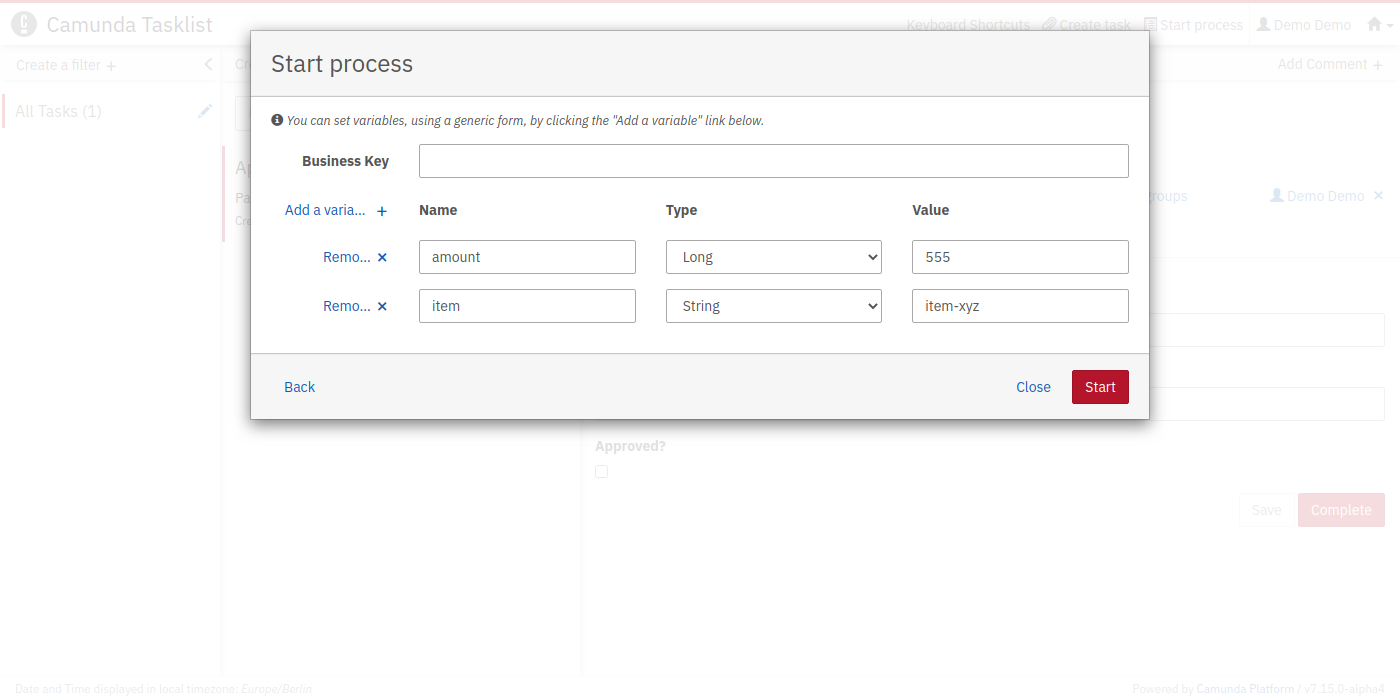 Camunda Tasklist
Keyboard Shortcuts Create task Start process Demo Demo
Create a filter +
Add Comment +
All Tasks (1)
Start process
You can set variables, using a generic form, by clicking the "Add a variable" link below.
Business Key
Add a varia... + Name Type Value
Remo... × amount Long 555
Remo... × item String item-xyz
Back Close Start
groups Demo Demo ×
Approved?
Save Complete
Date and Time displayed in local timezone: Europe/Berlin
Powered by Camunda Platform / v7.15.0-alpha4